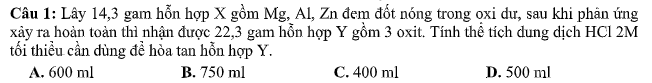 Câu 1: Lây 14,3 gam hỗn hợp X gồm Mg, Al, Zn đem đốt nóng trong oxi dư, sau khi phản ứng
xảy ra hoàn toàn thì nhận được 22,3 gam hỗn hợp Y gồm 3 oxit. Tính thể tích dung dịch HCl 2M
tối thiểu cần dùng để hòa tan hỗn hợp Y.
A. 600 ml B. 750 ml C. 400 ml D. 500 ml